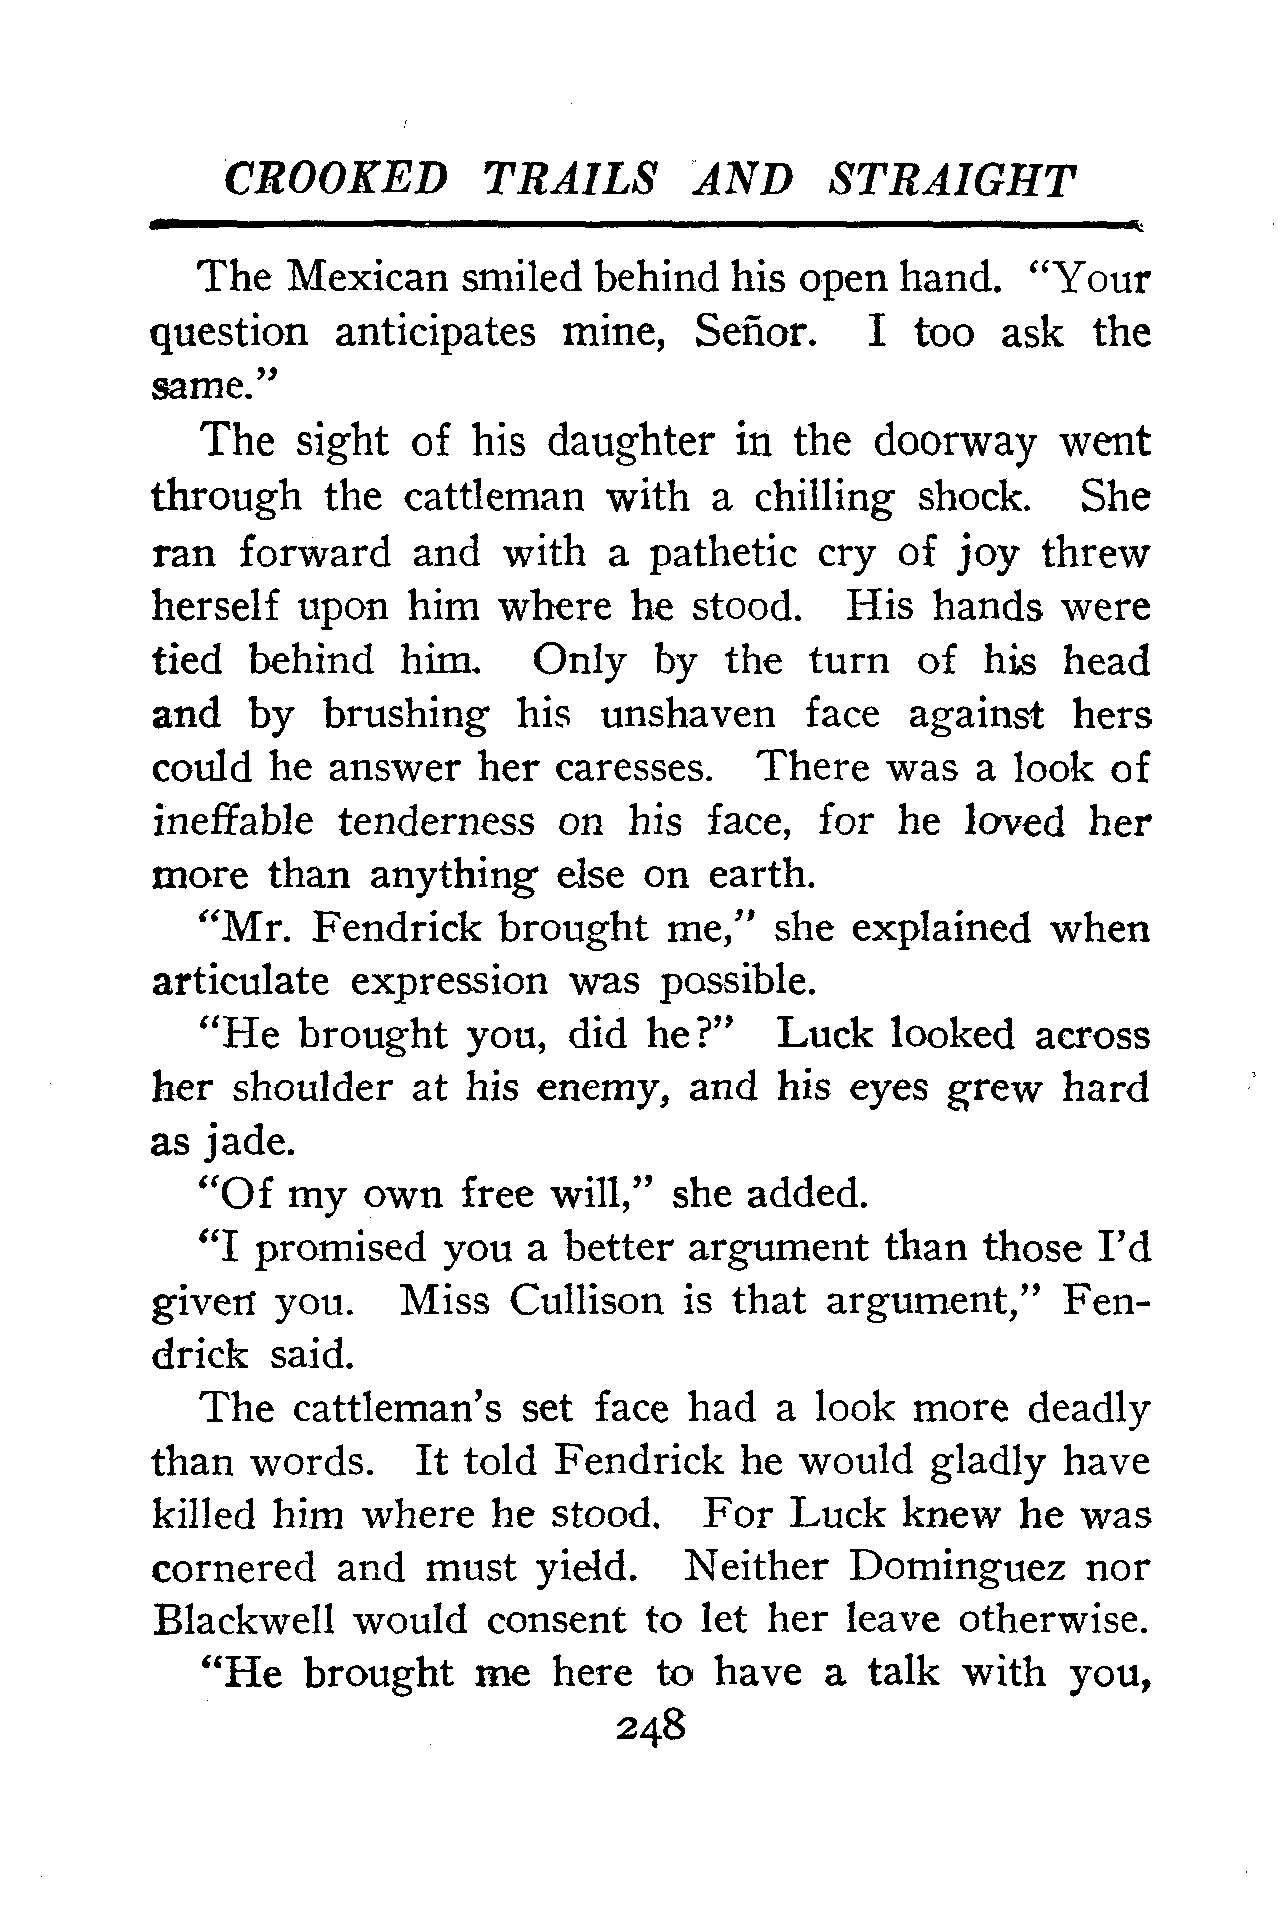 CROOKED TRAILS AND STRAIGHT
The Mexican smiled behind his open hand. "Your
question anticipates mine, Señor. I too ask the
same."
The sight of his daughter in the doorway went
through the cattleman with a chilling shock. She
ran forward and with a pathetic cry of joy threw
herself upon him where he stood. His hands were
tied behind him. Only by the turn of his head
and by brushing his unshaven face against hers
could he answer her caresses. There was a look of
ineffable tenderness on his face, for he loved her
more than anything else on earth.
"Mr. Fendrick brought me," she explained when
articulate expression was possible.
"He brought you, did he?" Luck looked across
her shoulder at his enemy, and his eyes grew hard
as jade.
"Of my own free will," she added.
"I promised you a better argument than those I'd
given you. Miss Cullison is that argument," Fen-
drick said.
The cattleman's set face had a look more deadly
than words. It told Fendrick he would gladly have
killed him where he stood. For Luck knew he was
cornered and must yield. Neither Dominguez nor
Blackwell would consent to let her leave otherwise.
"He brought me here to have a talk with you,
248